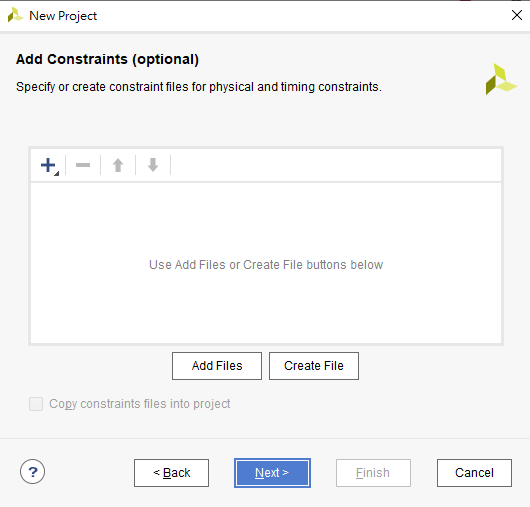 New Project
Add Constraints (optional)
Specify or create constraint files for physical and timing constraints.
Use Add Files or Create File buttons below
Add Files
Create File
Copy constraints files into project
?
< Back
Next >
Finish
Cancel